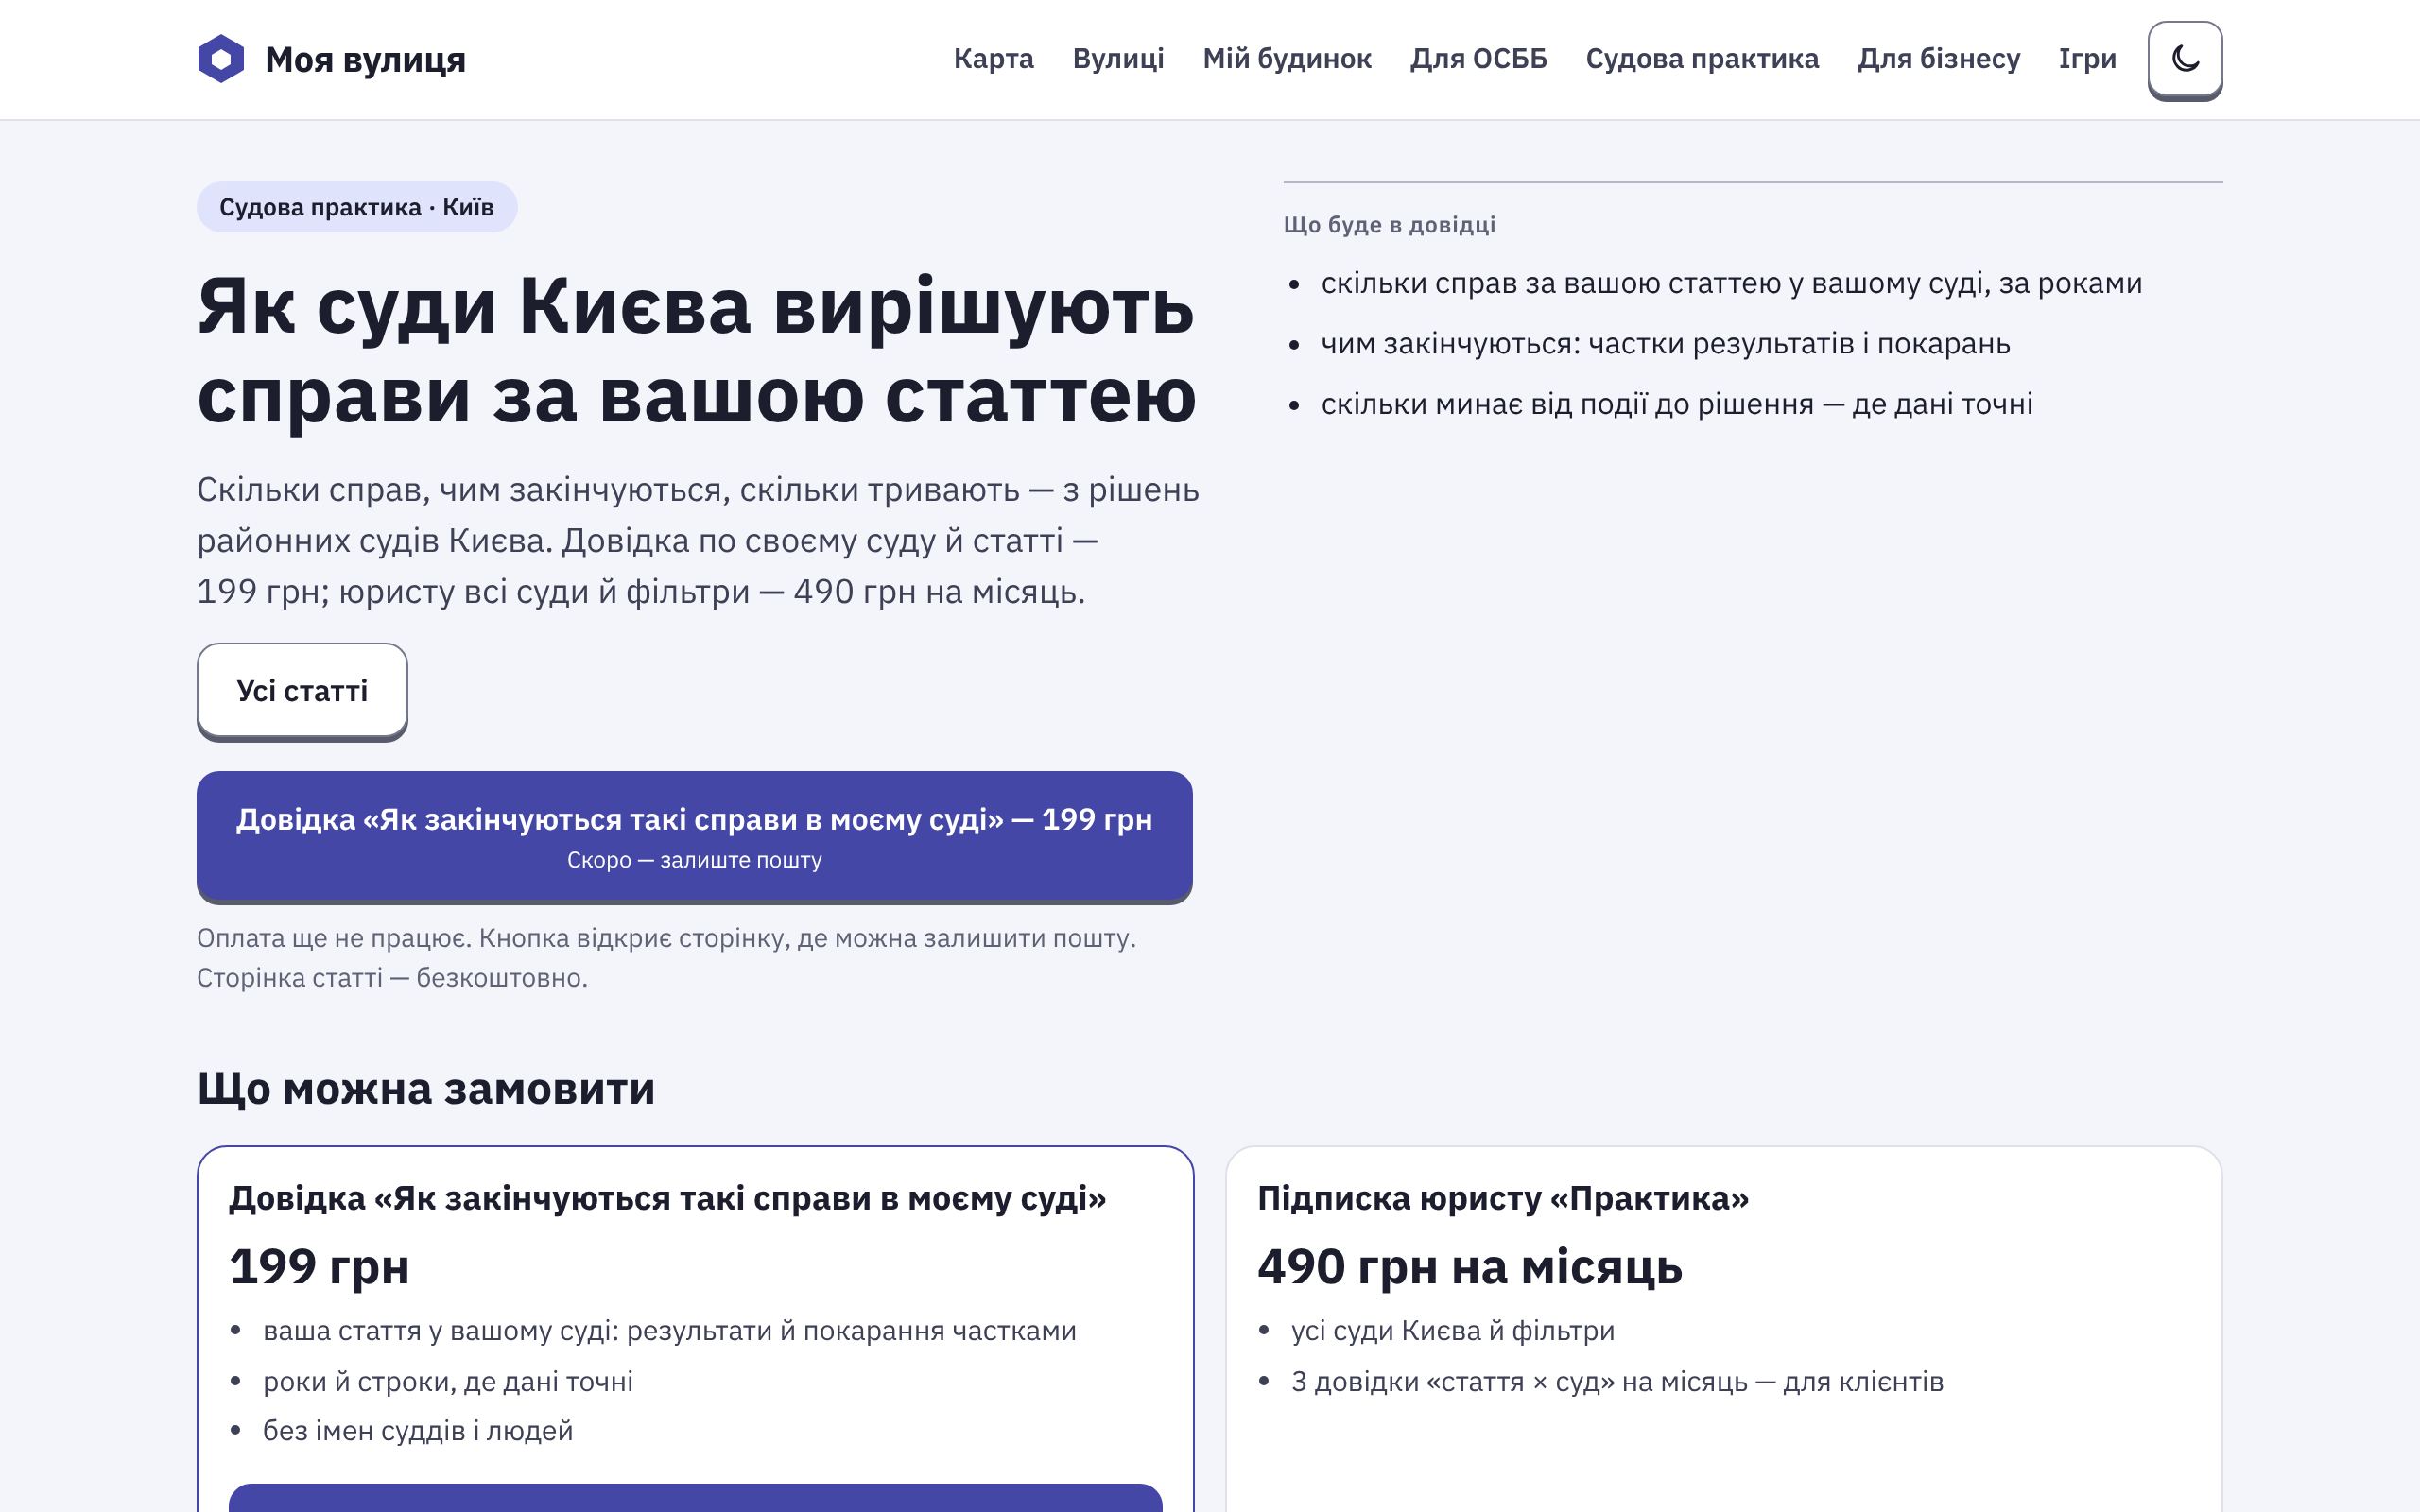 Моя вулиця
Карта
Вулиці
Мій будинок
Для ОСББ
Судова практика
Для бізнесу
Ігри
Судова практика · Київ
Як суди Києва вирішують
справи за вашою статтею
Скільки справ, чим закінчуються, скільки тривають — з рішень
районних судів Києва. Довідка по своєму суду й статті —
199 грн; юристу всі суди й фільтри — 490 грн на місяць.
Усі статті
Довідка «Як закінчуються такі справи в моєму суді» — 199 грн
Скоро — залиште пошту
Оплата ще не працює. Кнопка відкриє сторінку, де можна залишити пошту.
Сторінка статті — безкоштовно.
Що буде в довідці
• скільки справ за вашою статтею у вашому суді, за роками
• чим закінчуються: частки результатів і покарань
• скільки минає від події до рішення — де дані точні
Що можна замовити
Довідка «Як закінчуються такі справи в моєму суді»
199 грн
• ваша стаття у вашому суді: результати й покарання частками
• роки й строки, де дані точні
• без імен суддів і людей
Підписка юристу «Практика»
490 грн на місяць
• усі суди Києва й фільтри
• 3 довідки «стаття × суд» на місяць — для клієнтів